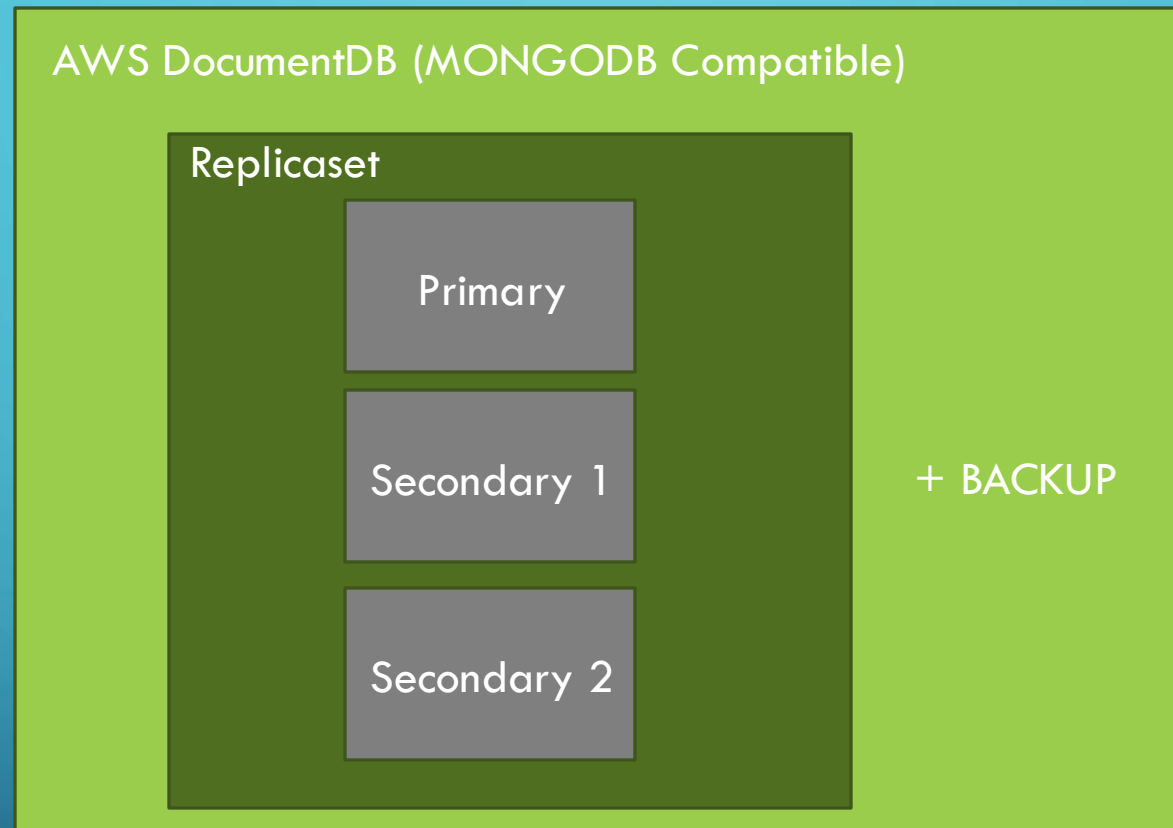 AWS DocumentDB (MONGODB Compatible)
Replicaset
Primary
Secondary 1
+ BACKUP
Secondary 2